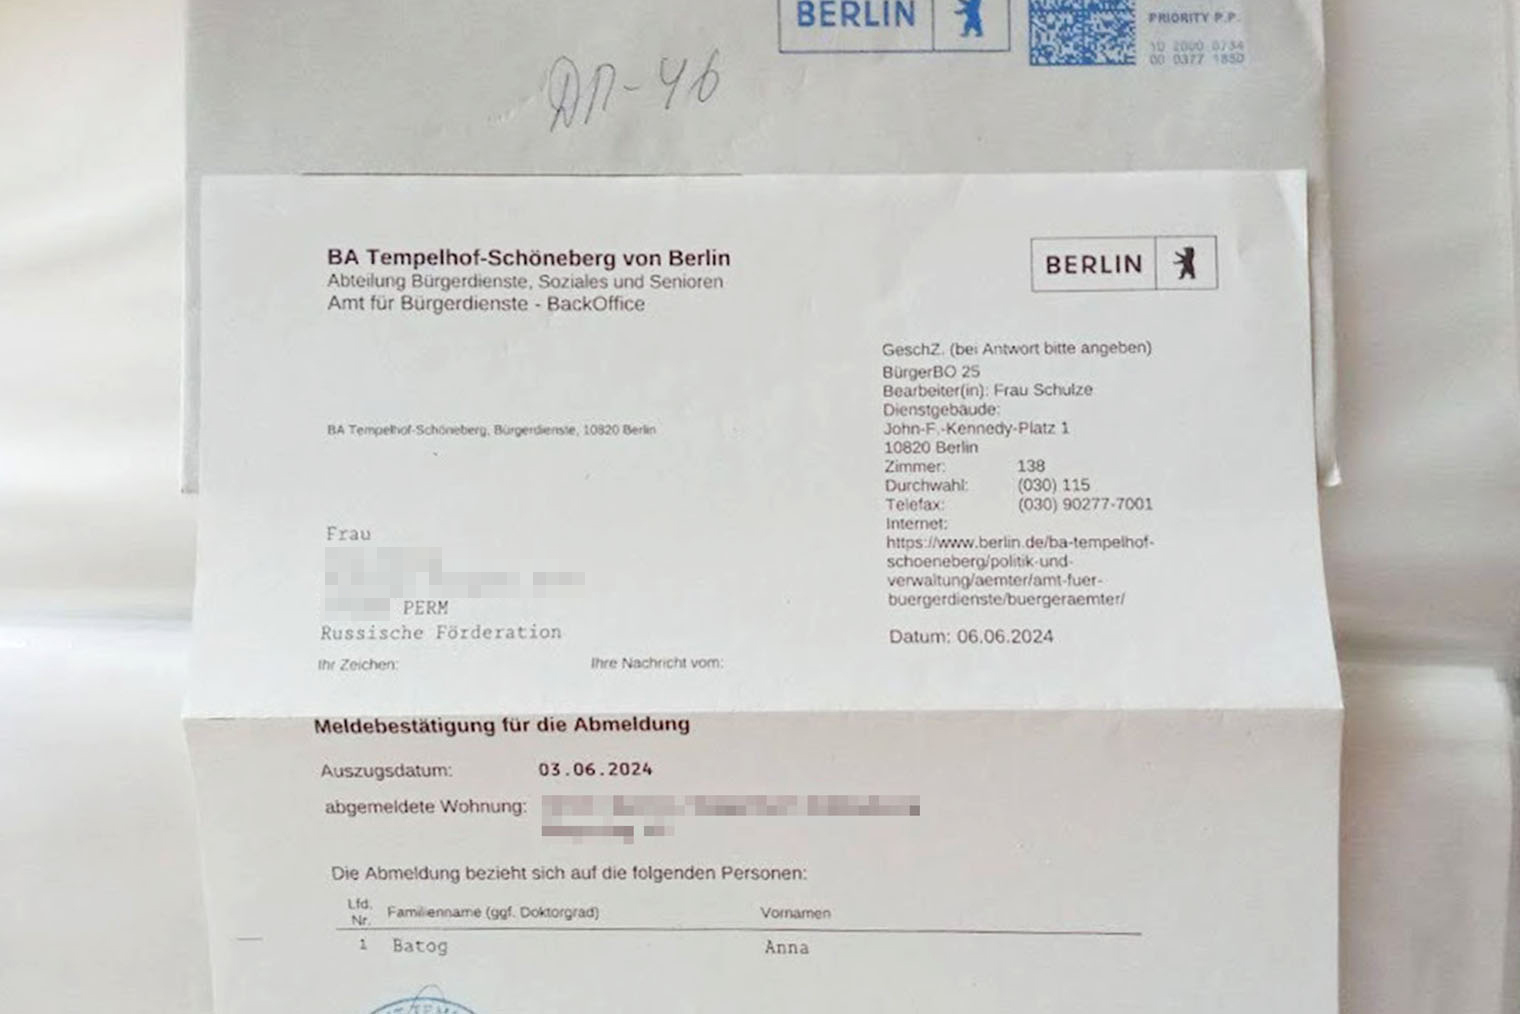 BERLIN
PRIORITY P.P.
10 2000 0734
00 0377 1850
ДП-46
BA Tempelhof-Schöneberg von Berlin
Abteilung Bürgerdienste, Soziales und Senioren
Amt für Bürgerdienste - BackOffice
BERLIN
GeschZ. (bei Antwort bitte angeben)
BürgerBO 25
Bearbeiter(in): Frau Schulze
Dienstgebäude:
John-F.-Kennedy-Platz 1
10820 Berlin
Zimmer: 138
Durchwahl: (030) 115
Telefax: (030) 90277-7001
Internet:
https://www.berlin.de/ba-tempelhof-
schoeneberg/politik-und-
verwaltung/aemter/amt-fuer-
buergerdienste/buergeraemter/
Datum: 06.06.2024
BA Tempelhof-Schöneberg, Bürgerdienste, 10820 Berlin
Frau
PERM
Russische Förderation
Ihr Zeichen: Ihre Nachricht vom:
Meldebestätigung für die Abmeldung
Auszugsdatum: 03.06.2024
abgemeldete Wohnung:
Die Abmeldung bezieht sich auf die folgenden Personen:
Lfd.
Nr. Familienname (ggf. Doktorgrad) Vornamen
1 Batog Anna